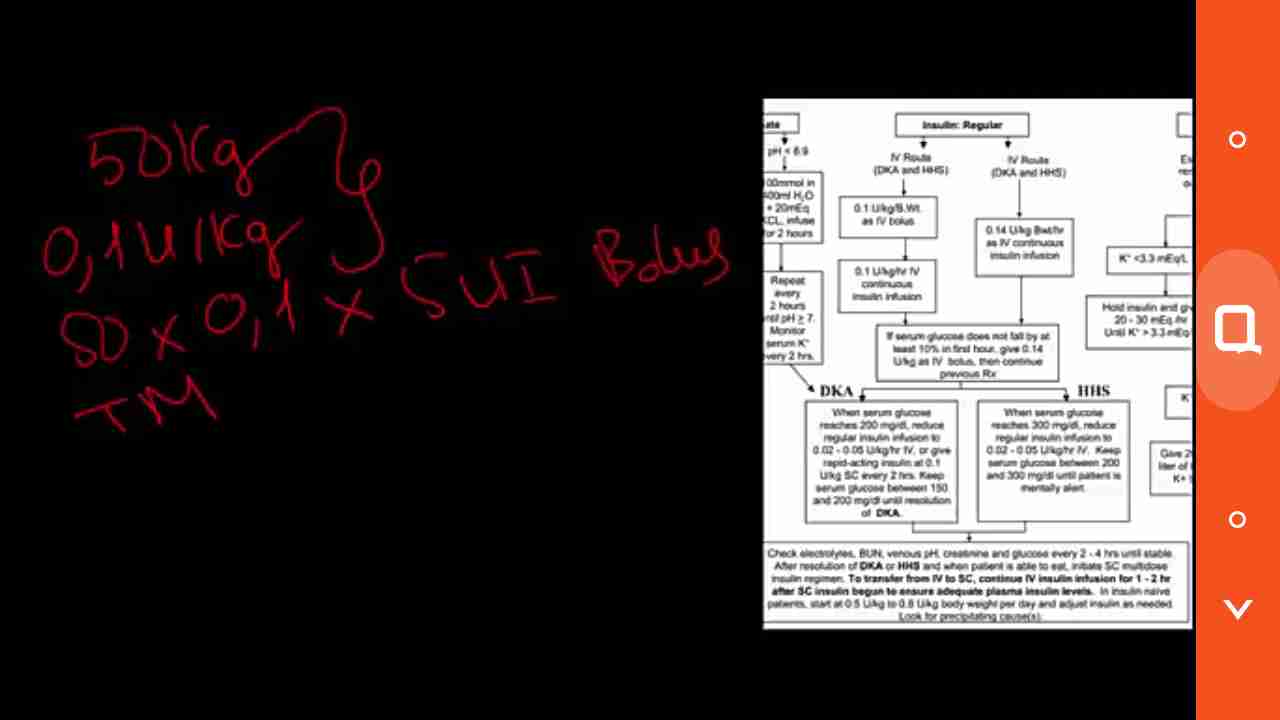 50Kg
0,1U/Kg
50 x 0,1 x 5UI Bolus
TM
pH < 6.9
100mmol in
400ml H₂O
+ 20mEq
KCL, infuse
for 2 hours
Repeat
every
2 hours
until pH ≥ 7.
Monitor
serum K⁺
every 2 hrs.
Insulin: Regular
IV Route
(DKA and HHS)
IV Route
(DKA and HHS)
0.1 U/kg/B.Wt.
as IV bolus
0.14 U/kg Bwt/hr
as IV continuous
insulin infusion
0.1 U/kg/hr IV
continuous
insulin infusion
If serum glucose does not fall by at
least 10% in first hour, give 0.14
U/kg as IV bolus, then continue
previous Rx
DKA
HHS
When serum glucose
reaches 200 mg/dl, reduce
regular insulin infusion to
0.02 - 0.05 U/kg/hr IV, or give
rapid-acting insulin at 0.1
U/kg SC every 2 hrs. Keep
serum glucose between 150
and 200 mg/dl until resolution
of DKA.
When serum glucose
reaches 300 mg/dl, reduce
regular insulin infusion to
0.02 - 0.05 U/kg/hr IV. Keep
serum glucose between 200
and 300 mg/dl until patient is
mentally alert.
K⁺ <3.3 mEq/L
Hold insulin and
20 - 30 mEq /hr
Until K⁺ > 3.3 mEq/
K⁺
Give
liter of
K+
Check electrolytes, BUN, venous pH, creatinine and glucose every 2 - 4 hrs until stable.
After resolution of DKA or HHS and when patient is able to eat, initiate SC multidose
insulin regimen. To transfer from IV to SC, continue IV insulin infusion for 1 - 2 hr
after SC insulin begun to ensure adequate plasma insulin levels. In insulin naive
patients, start at 0.5 U/kg to 0.8 U/kg body weight per day and adjust insulin as needed.
Look for precipitating cause(s).